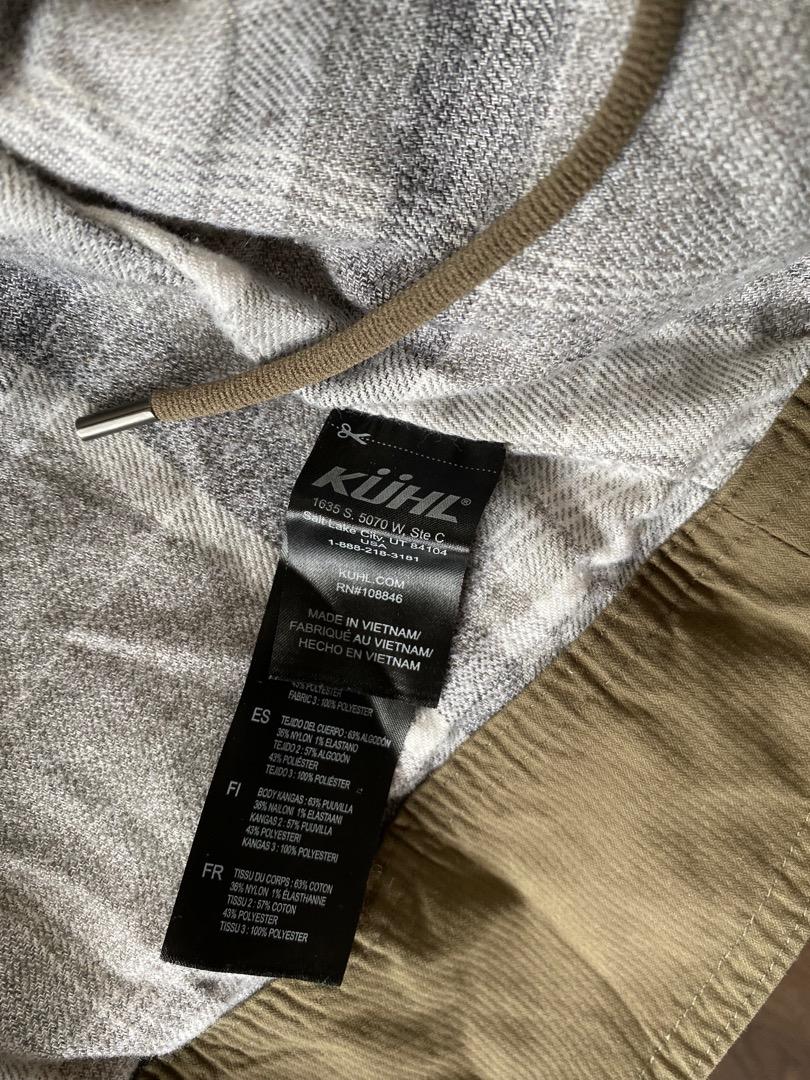 KÜHL®
1635 S. 5070 W, Ste C
Salt Lake City, UT 84104
USA
1-888-218-3181
KUHL.COM
RN#108846
MADE IN VIETNAM/
FABRIQUÉ AU VIETNAM/
HECHO EN VIETNAM
43% POLYESTER
FABRIC 3 : 100% POLYESTER
ES
TEJIDO DEL CUERPO : 63% ALGODÓN
36% NYLON 1% ELASTANO
TEJIDO 2 : 57% ALGODÓN
43% POLIÉSTER
TEJIDO 3 : 100% POLIÉSTER
FI
BODY KANGAS : 63% PUUVILLA
36% NAILONI 1% ELASTAANI
KANGAS 2 : 57% PUUVILLA
43% POLYESTERI
KANGAS 3 : 100% POLYESTERI
FR
TISSU DU CORPS : 63% COTON
36% NYLON 1% ÉLASTHANNE
TISSU 2 : 57% COTON
43% POLYESTER
TISSU 3 : 100% POLYESTER